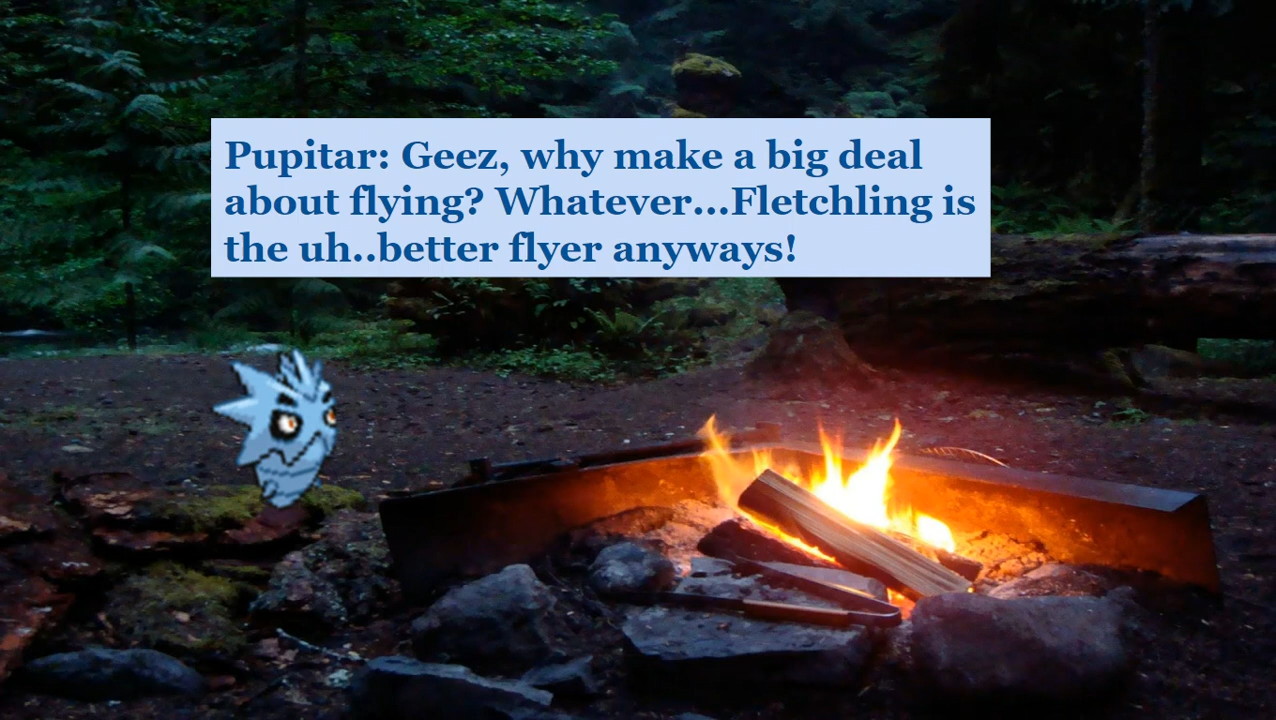 Pupitar: Geez, why make a big deal
about flying? Whatever...Fletchling is
the uh..better flyer anyways!